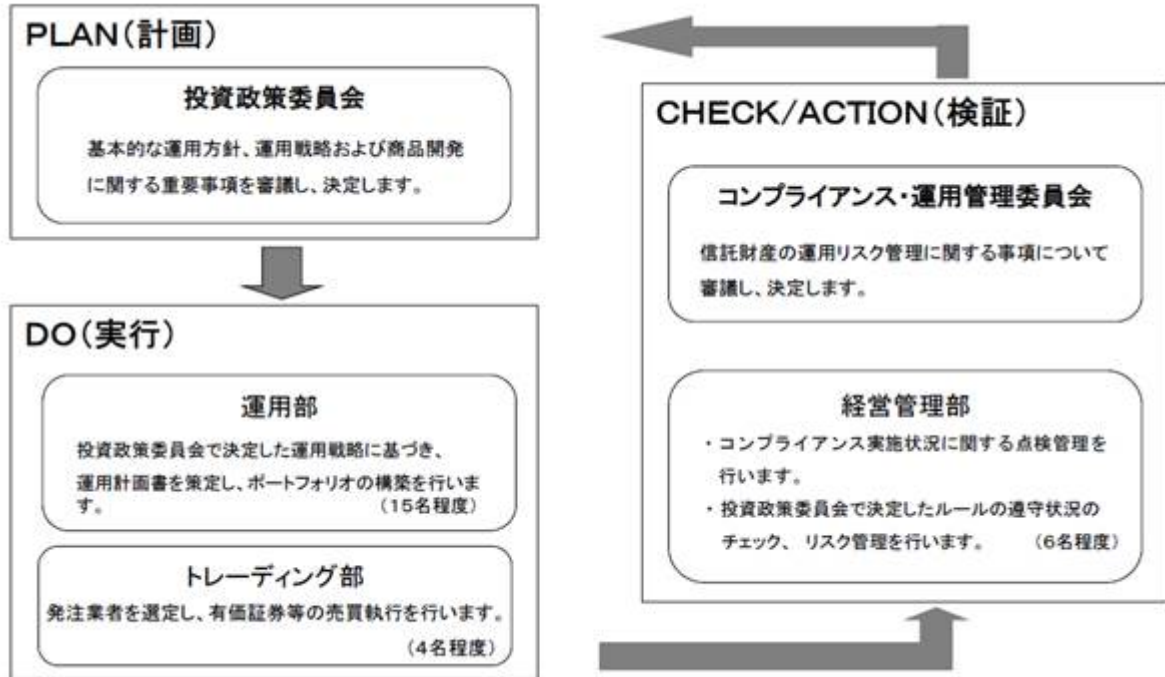 PLAN(計画)
投資政策委員会
基本的な運用方針、運用戦略および商品開発
に関する重要事項を審議し、決定します。
DO(実行)
運用部
投資政策委員会で決定した運用戦略に基づき、
運用計画書を策定し、ポートフォリオの構築を行いま
す。 (15名程度)
トレーディング部
発注業者を選定し、有価証券等の売買執行を行います。
(4名程度)
CHECK/ACTION(検証)
コンプライアンス・運用管理委員会
信託財産の運用リスク管理に関する事項について
審議し、決定します。
経営管理部
・コンプライアンス実施状況に関する点検管理を
行います。
・投資政策委員会で決定したルールの遵守状況の
チェック、 リスク管理を行います。 (6名程度)